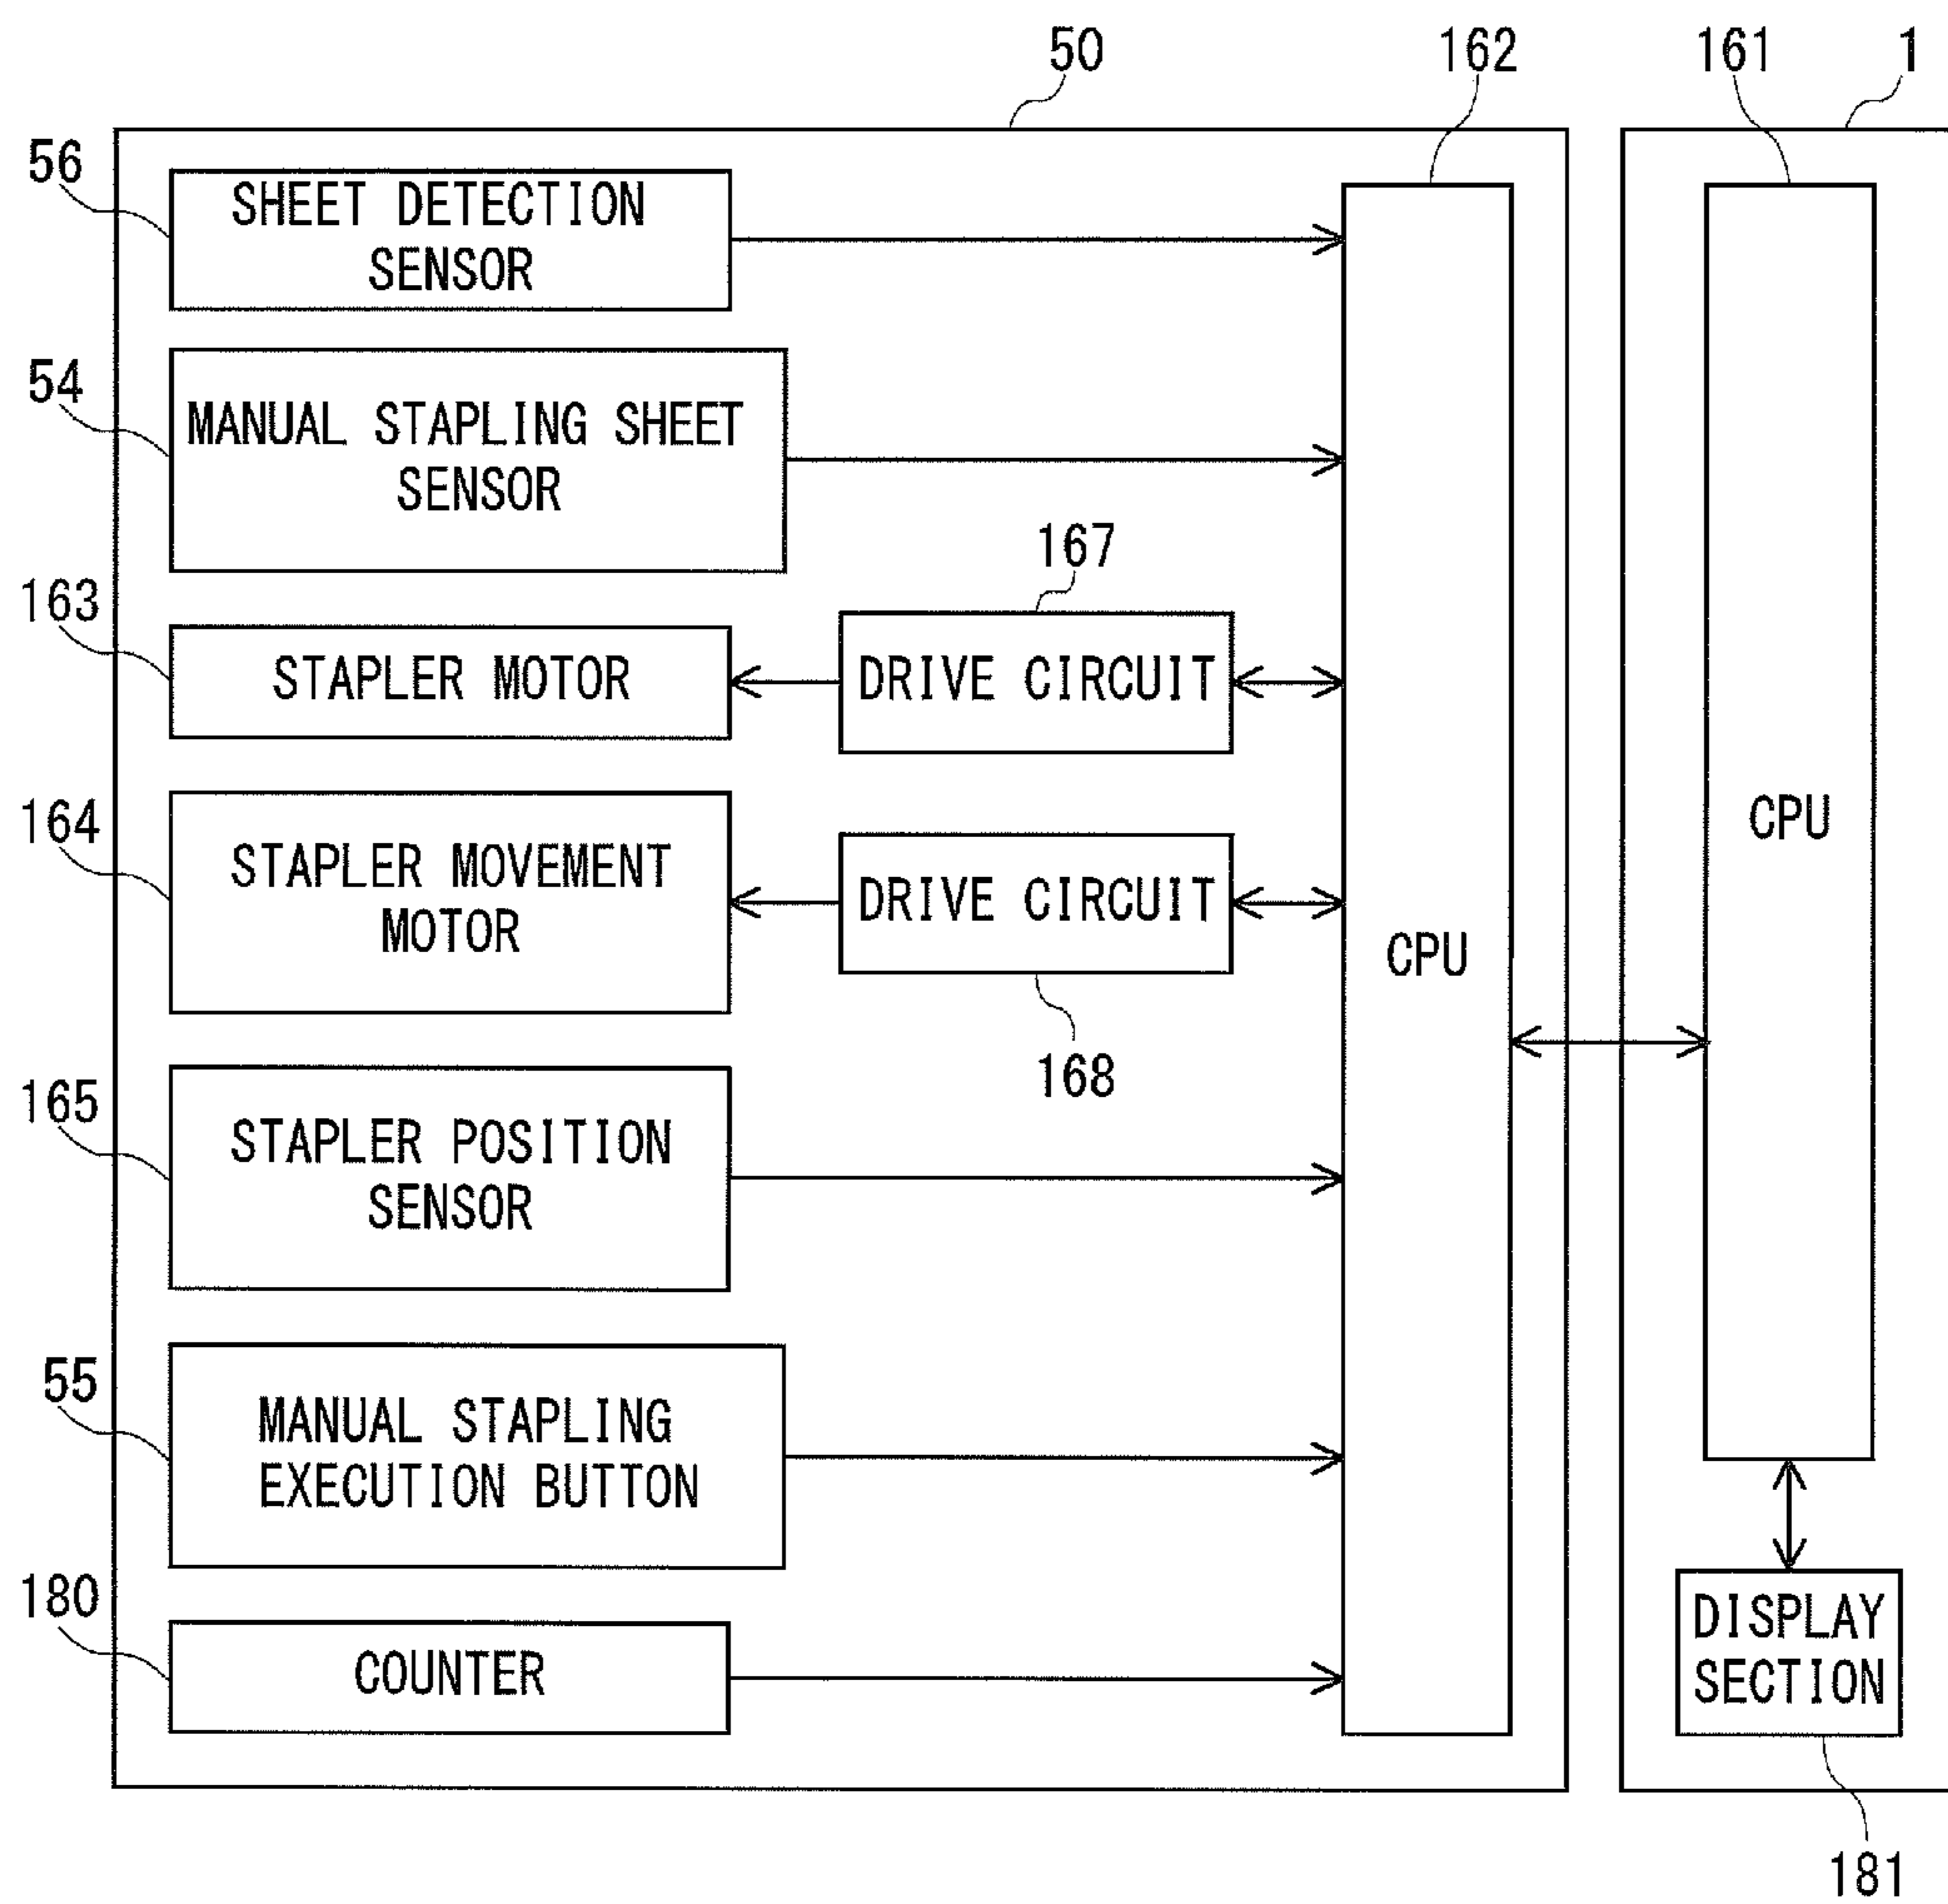 50
162
161
1
56
SHEET DETECTION
SENSOR
54
MANUAL STAPLING SHEET
SENSOR
167
163
STAPLER MOTOR
DRIVE CIRCUIT
164
STAPLER MOVEMENT
MOTOR
DRIVE CIRCUIT
168
CPU
CPU
165
STAPLER POSITION
SENSOR
55
MANUAL STAPLING
EXECUTION BUTTON
180
COUNTER
DISPLAY
SECTION
181